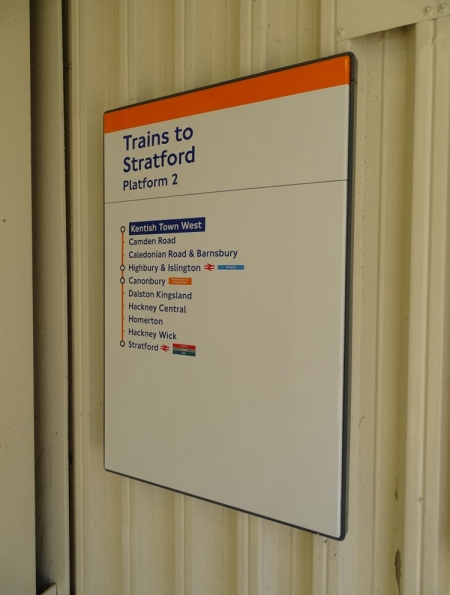 Trains to
Stratford
Platform 2
Kentish Town West
Camden Road
Caledonian Road & Barnsbury
Highbury & Islington
Canonbury
Dalston Kingsland
Hackney Central
Homerton
Hackney Wick
Stratford